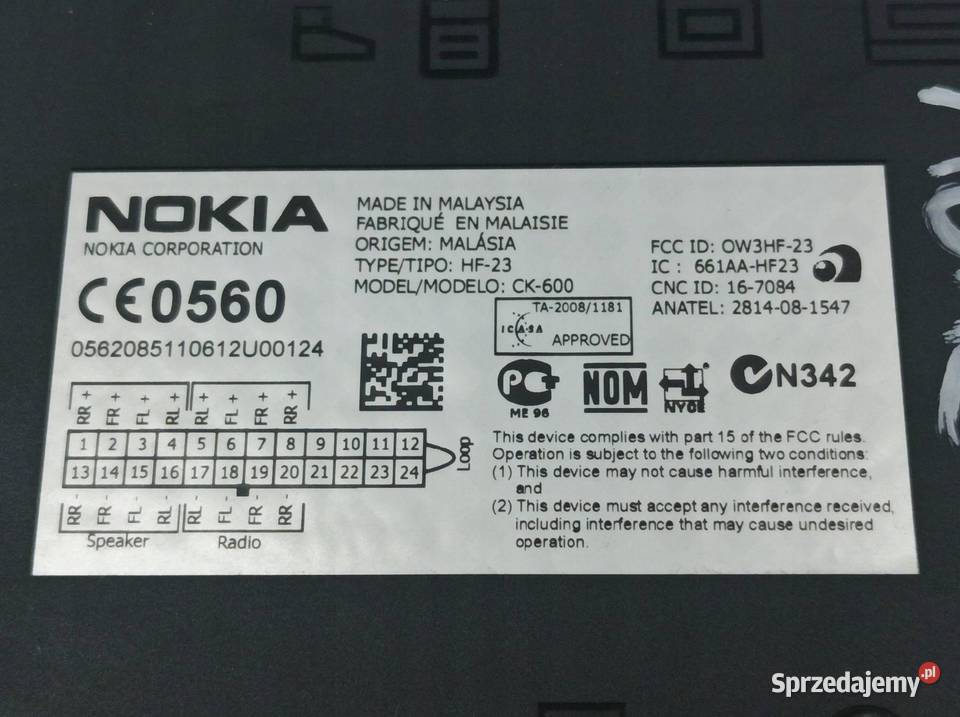 NOKIA
NOKIA CORPORATION
CE0560
0562085110612U00124
MADE IN MALAYSIA
FABRIQUÉ EN MALAISIE
ORIGEM: MALÁSIA
TYPE/TIPO: HF-23
MODEL/MODELO: CK-600
TA-2008/1181
ICASA
APPROVED
FCC ID: OW3HF-23
IC : 661AA-HF23
CNC ID: 16-7084
ANATEL: 2814-08-1547
PC
ME 96
NOM
NYCE
N342
RR + FR + FL + RL + RL + FL + FR + RR +
1 2 3 4 5 6 7 8 9 10 11 12
13 14 15 16 17 18 19 20 21 22 23 24
Loop
RR - FR - FL - RL - RL - FL - FR - RR -
Speaker Radio
This device complies with part 15 of the FCC rules.
Operation is subject to the following two conditions:
(1) This device may not cause harmful interference,
and
(2) This device must accept any interference received,
including interference that may cause undesired
operation.
Sprzedajemy.pl